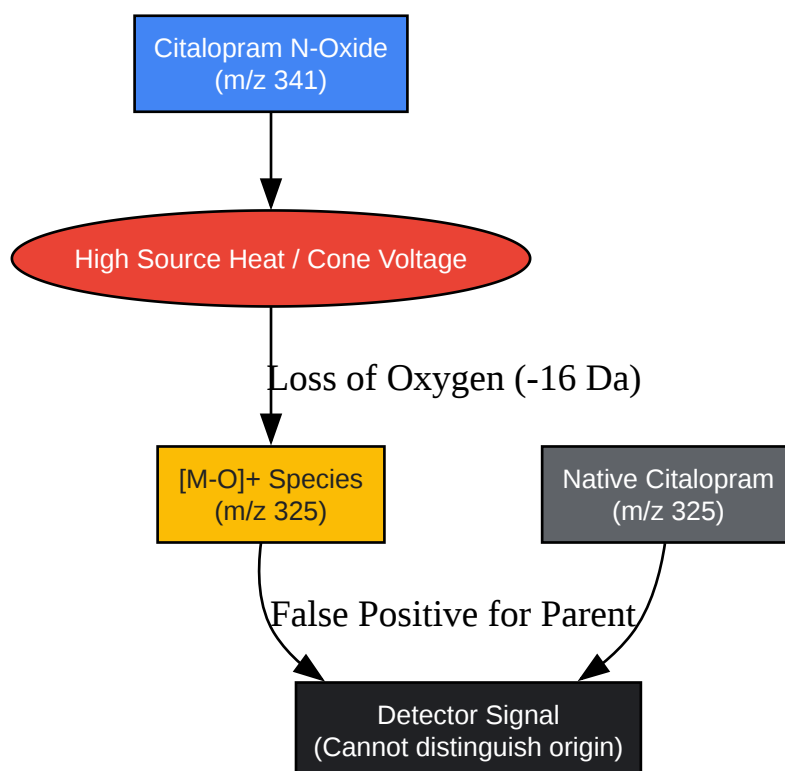 Citalopram N-Oxide
(m/z 341)
High Source Heat / Cone Voltage
Loss of Oxygen (-16 Da)
[M-O]+ Species
(m/z 325)
Native Citalopram
(m/z 325)
False Positive for Parent
Detector Signal
(Cannot distinguish origin)